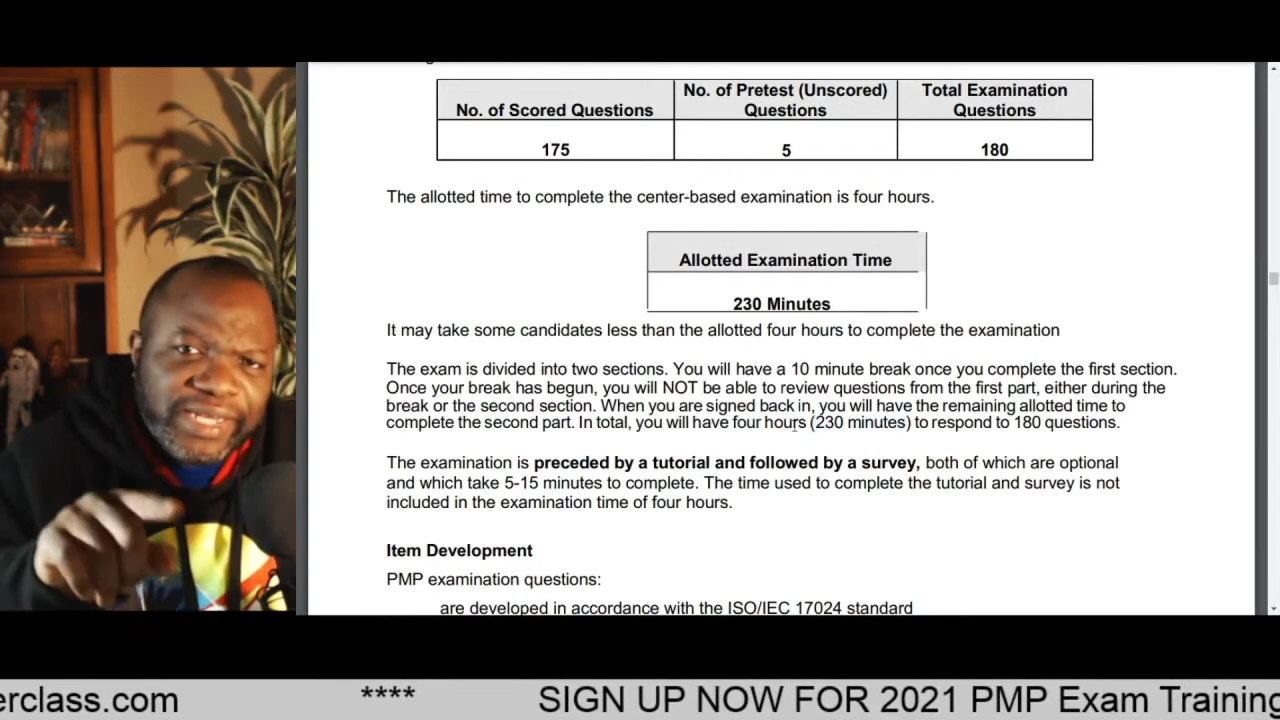 No. of Scored Questions
No. of Pretest (Unscored)
Questions
Total Examination
Questions
175
5
180
The allotted time to complete the center-based examination is four hours.
Allotted Examination Time
230 Minutes
It may take some candidates less than the allotted four hours to complete the examination
The exam is divided into two sections. You will have a 10 minute break once you complete the first section.
Once your break has begun, you will NOT be able to review questions from the first part, either during the
break or the second section. When you are signed back in, you will have the remaining allotted time to
complete the second part. In total, you will have four hours (230 minutes) to respond to 180 questions.
The examination is preceded by a tutorial and followed by a survey, both of which are optional
and which take 5-15 minutes to complete. The time used to complete the tutorial and survey is not
included in the examination time of four hours.
Item Development
PMP examination questions:
are developed in accordance with the ISO/IEC 17024 standard
erclass.com **** SIGN UP NOW FOR 2021 PMP Exam Training